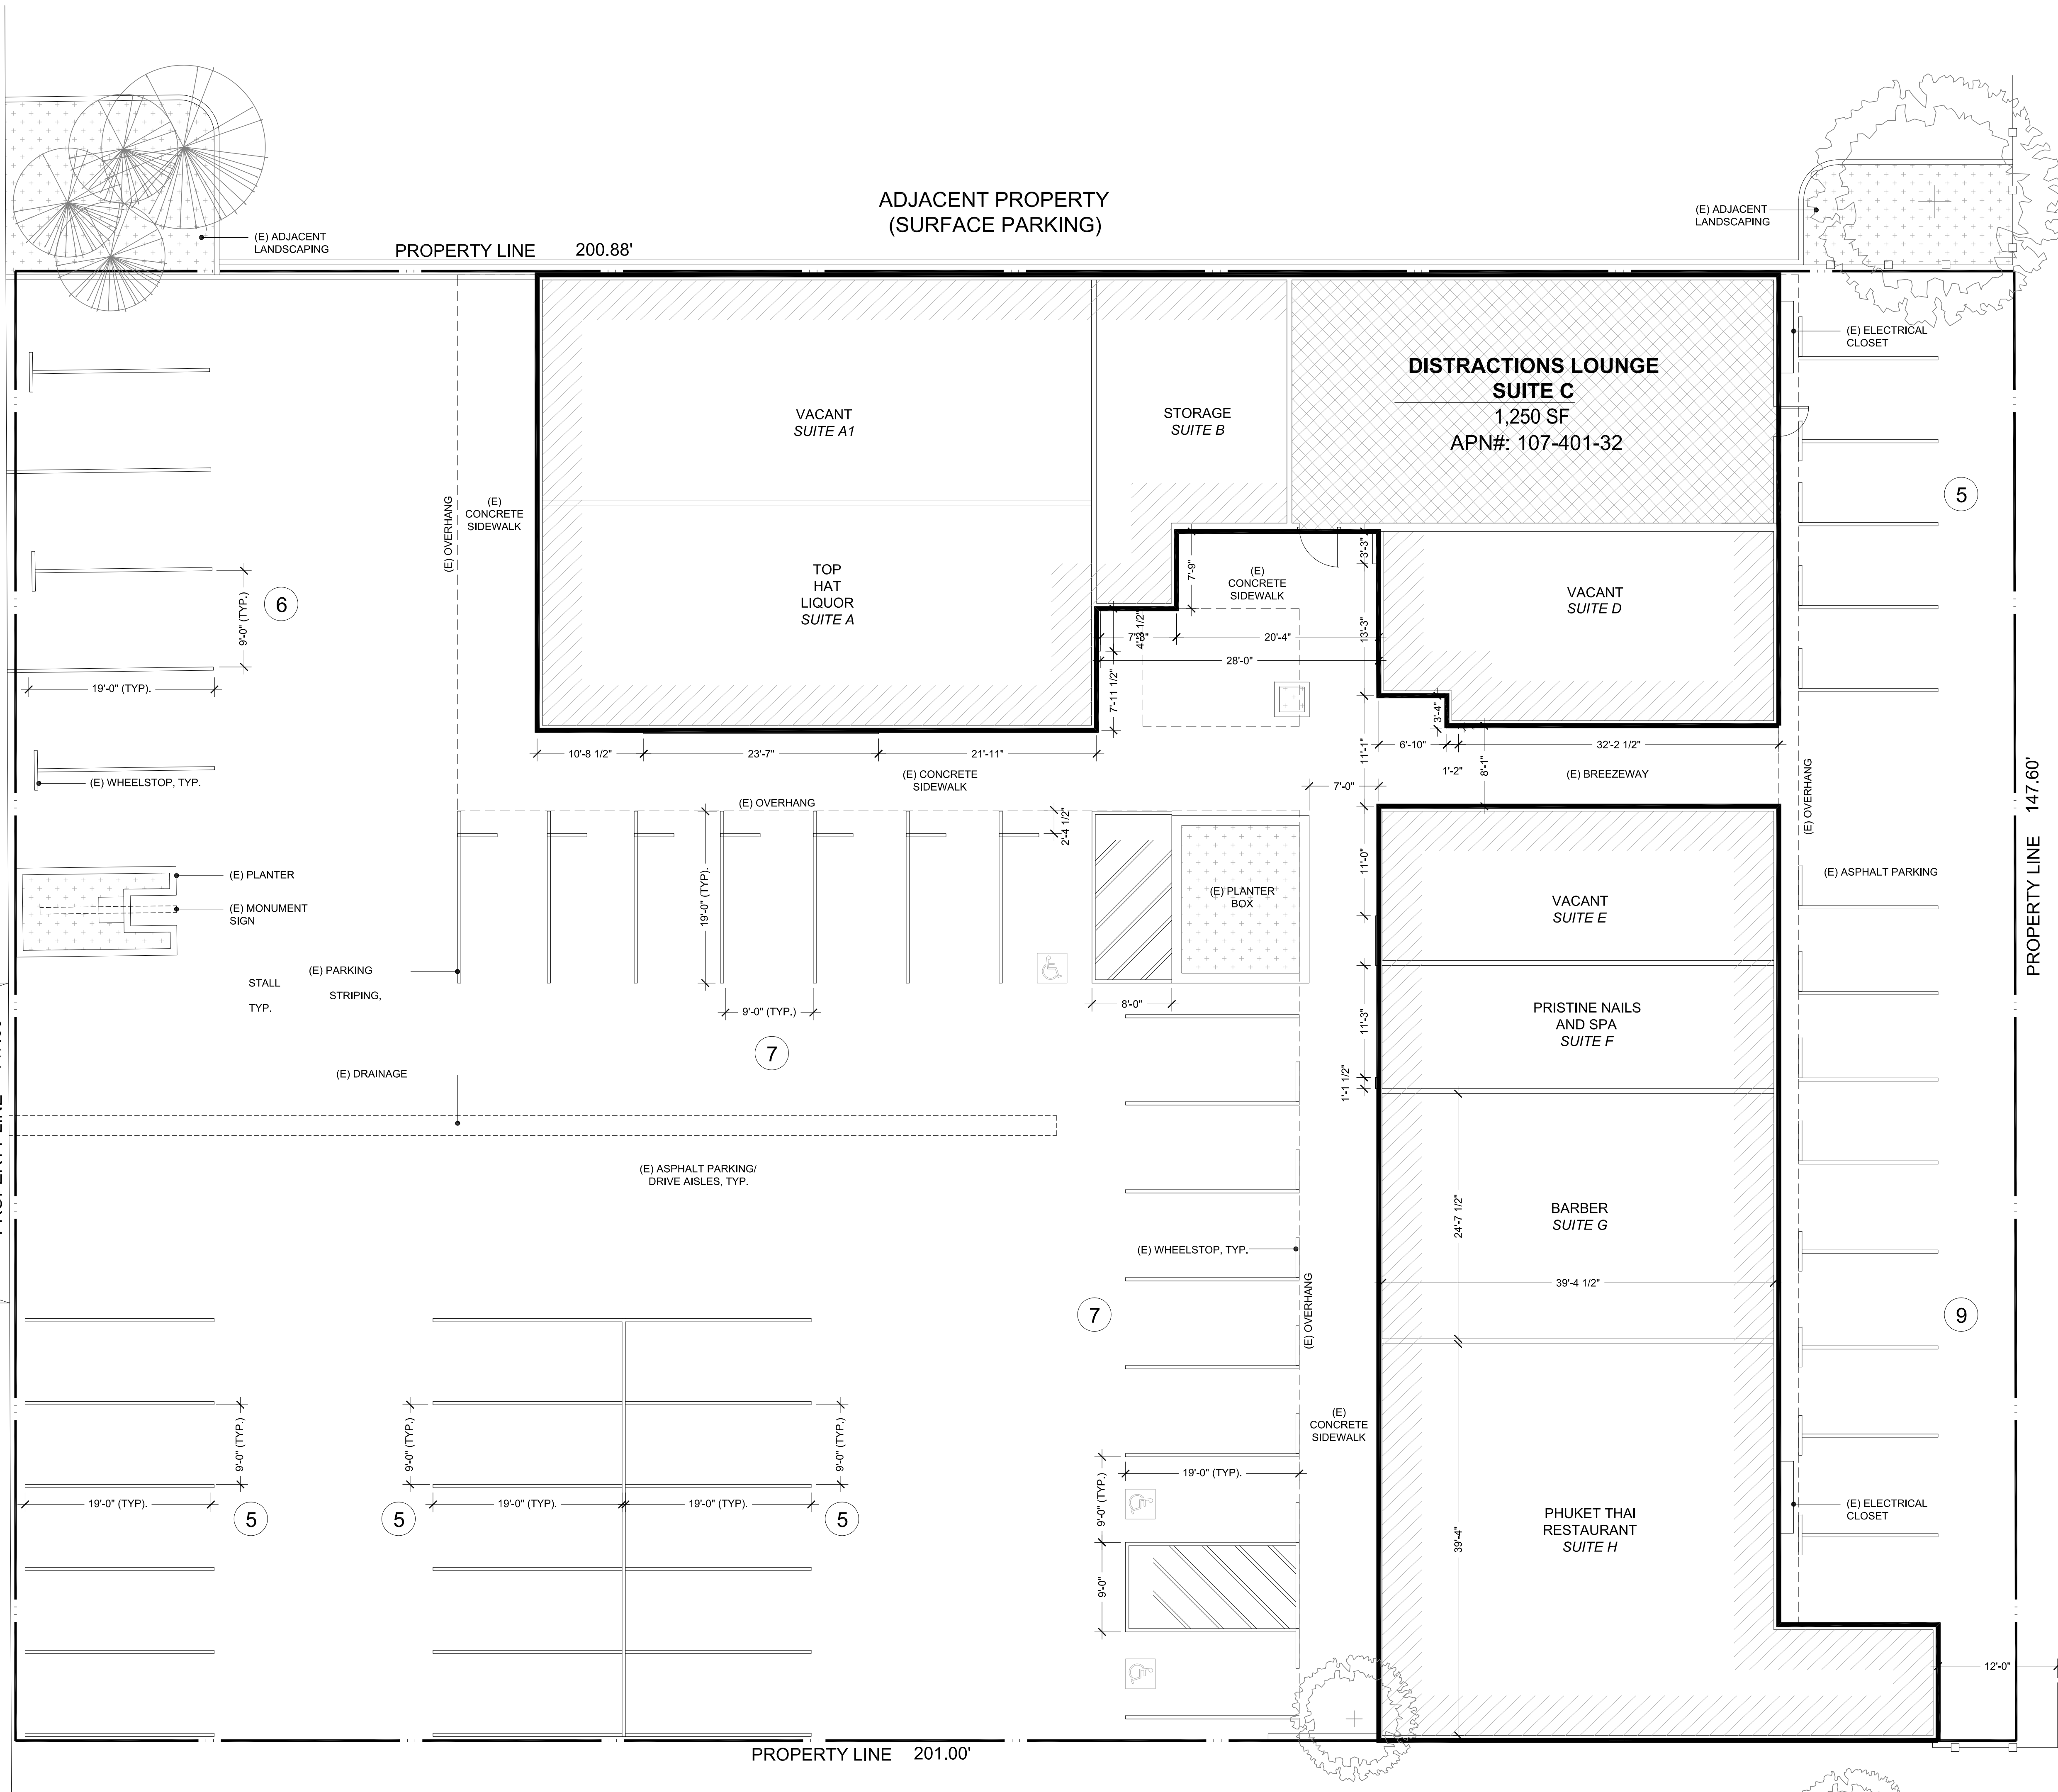 ADJACENT PROPERTY
(SURFACE PARKING)
(E) ADJACENT
LANDSCAPING
PROPERTY LINE 200.88'
(E) ADJACENT
LANDSCAPING
(E) ELECTRICAL
CLOSET
DISTRACTIONS LOUNGE
SUITE C
1,250 SF
APN#: 107-401-32
VACANT
SUITE A1
STORAGE
SUITE B
5
(E) OVERHANG
(E)
CONCRETE
SIDEWALK
TOP
HAT
LIQUOR
SUITE A
(E)
CONCRETE
SIDEWALK
VACANT
SUITE D
3'-3"
7'-9"
13'-3"
7'-8"
20'-4"
28'-0"
7'-11 1/2"
9'-0" (TYP.)
6
19'-0" (TYP).
3'-4"
10'-8 1/2"
23'-7"
21'-11"
11'-1"
6'-10"
1'-2"
8'-1"
32'-2 1/2"
(E) BREEZEWAY
(E) WHEELSTOP, TYP.
(E) CONCRETE
SIDEWALK
7'-0"
(E) OVERHANG
(E) OVERHANG
PROPERTY LINE 147.60'
2'-4 1/2"
19'-0" (TYP).
11'-0"
(E) PLANTER
(E) MONUMENT
SIGN
(E) PLANTER
BOX
VACANT
SUITE E
(E) ASPHALT PARKING
(E) PARKING
STALL
STRIPING,
TYP.
9'-0" (TYP.)
8'-0"
7
11'-3"
PRISTINE NAILS
AND SPA
SUITE F
(E) DRAINAGE
1'-1 1/2"
(E) ASPHALT PARKING/
DRIVE AISLES, TYP.
24'-7 1/2"
BARBER
SUITE G
(E) WHEELSTOP, TYP.
39'-4 1/2"
(E) OVERHANG
7
9
9'-0" (TYP.)
9'-0" (TYP.)
9'-0" (TYP.)
(E)
CONCRETE
SIDEWALK
19'-0" (TYP).
19'-0" (TYP).
19'-0" (TYP).
5
5
5
19'-0" (TYP).
9'-0" (TYP.)
9'-0"
39'-4"
PHUKET THAI
RESTAURANT
SUITE H
(E) ELECTRICAL
CLOSET
12'-0"
PROPERTY LINE 201.00'